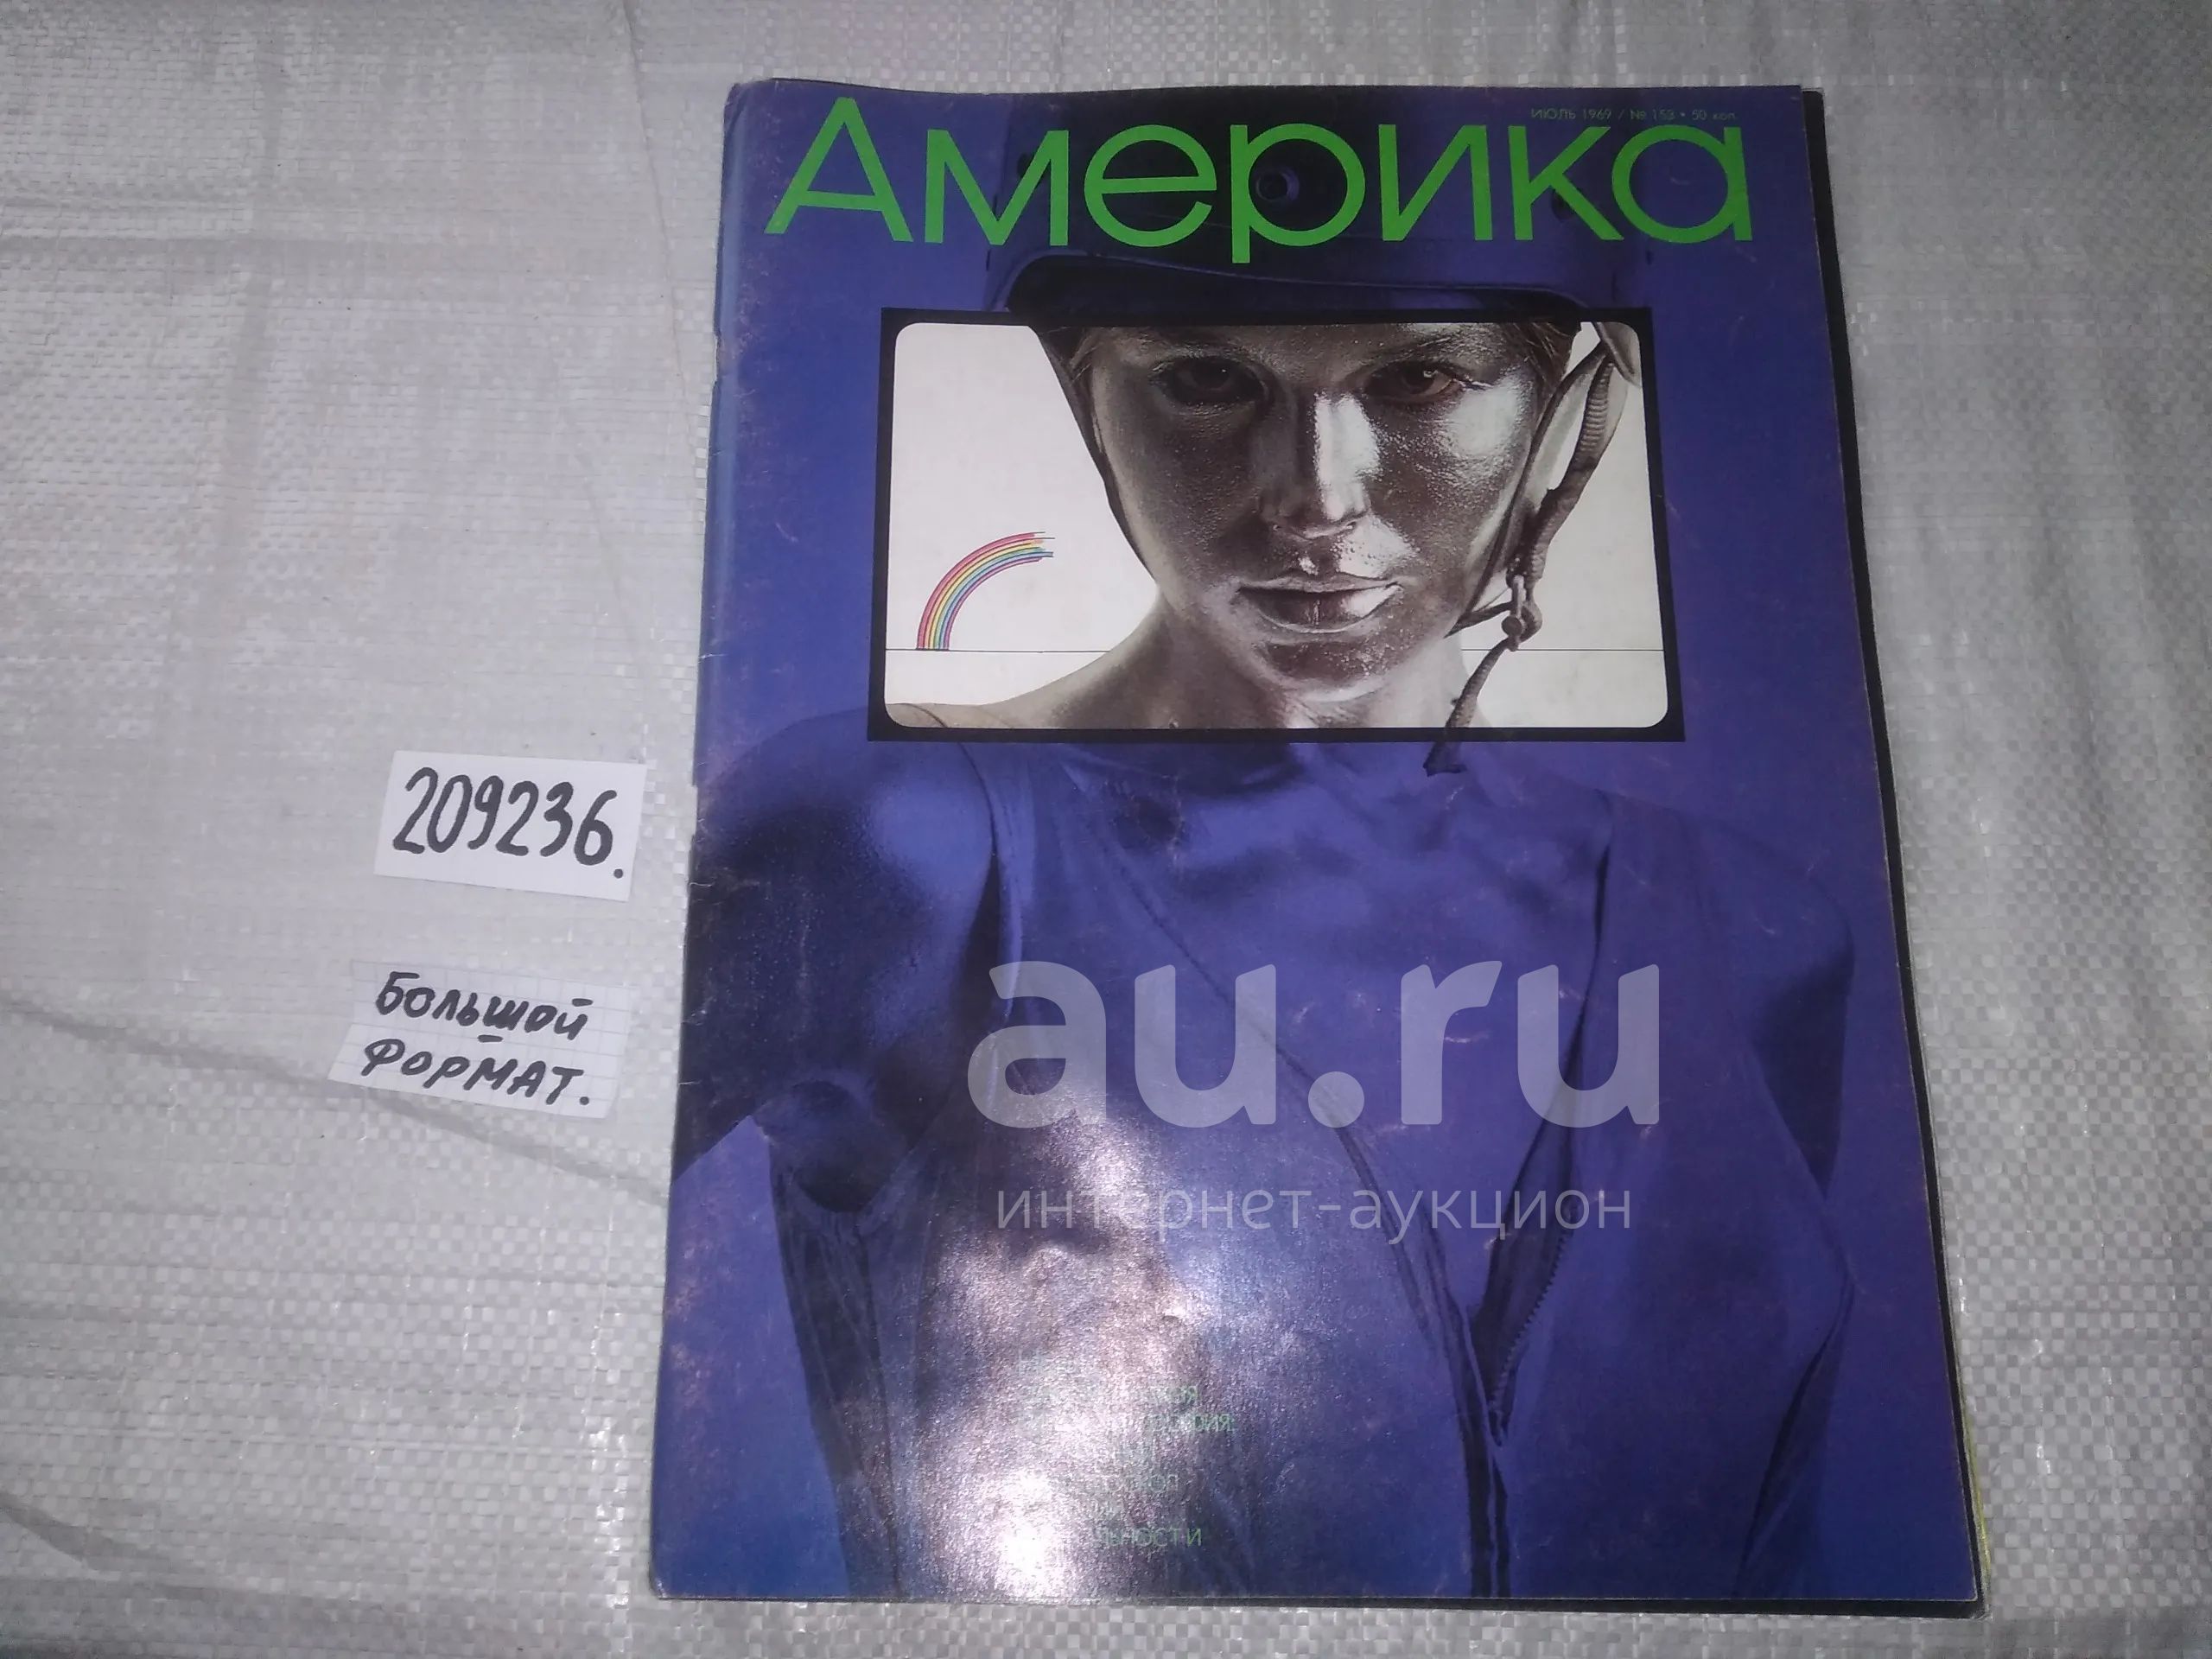 ИЮЛЬ 1969 / № 153 • 50 коп.
Америка
209236.
БОЛЬШОЙ
ФОРМАТ.
au.ru
интернет-аукцион